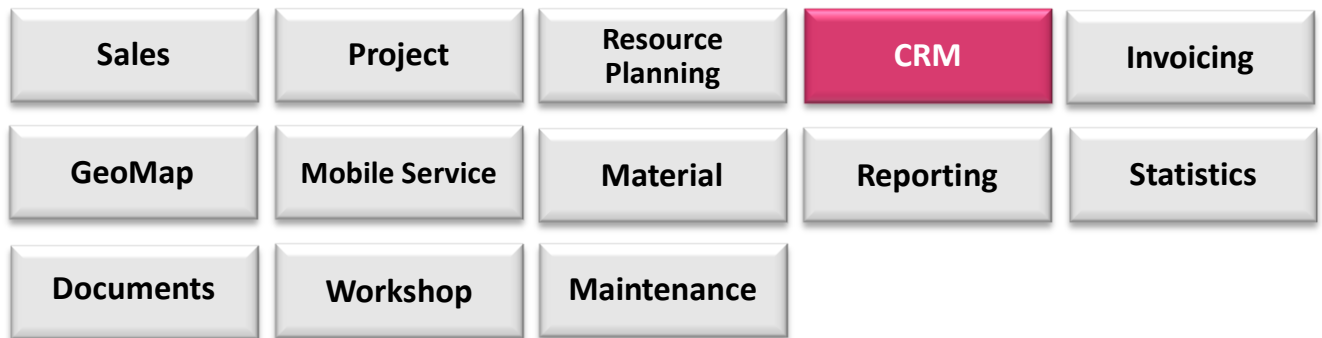 Sales
Project
Resource
Planning
CRM
Invoicing
GeoMap
Mobile Service
Material
Reporting
Statistics
Documents
Workshop
Maintenance